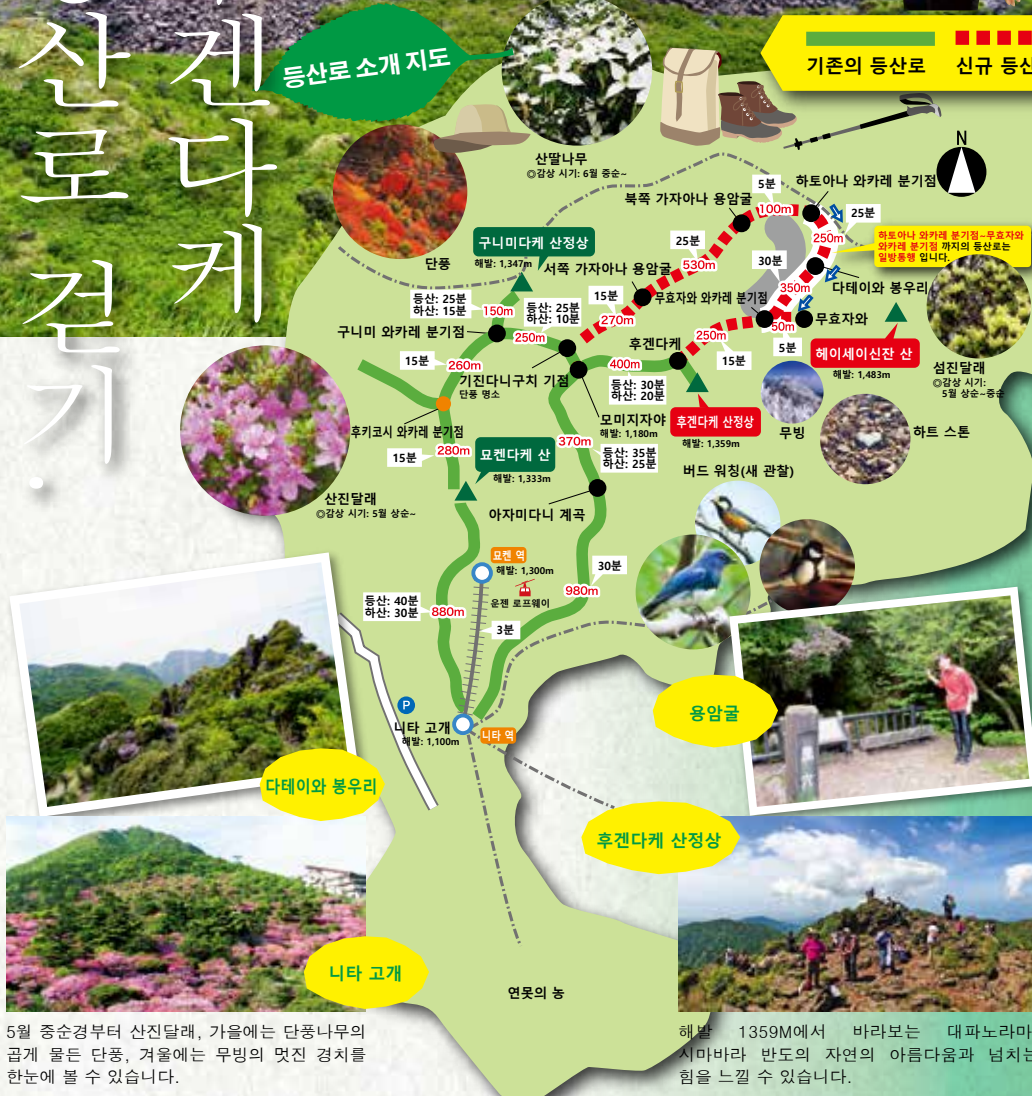 켄다케
산로 걷기.
등산로 소개 지도
기존의 등산로
신규 등산
산딸나무
◎감상 시기: 6월 중순~
N
단풍
구니미다케 산정상
해발: 1,347m
북쪽 가자아나 용암굴
5분
100m
하토아나 와카레 분기점
25분
250m
하토아나 와카레 분기점~무효자와
와카레 분기점 까지의 등산로는
일방통행 입니다.
25분
530m
서쪽 가자아나 용암굴
30분
350m
다테이와 봉우리
등산: 25분
하산: 15분
150m
등산: 25분
하산: 10분
250m
15분
270m
무효자와 와카레 분기점
무효자와
50m
5분
구니미 와카레 분기점
후겐다케
250m
15분
헤이세이신잔 산
해발: 1,483m
섬진달래
◎감상 시기:
5월 상순~중순
15분
260m
기진다니구치 기점
단풍 명소
400m
등산: 30분
하산: 20분
후겐다케 산정상
해발: 1,359m
무빙
하트 스톤
모미지자야
해발: 1,180m
후키코시 와카레 분기점
15분
280m
묘켄다케 산
해발: 1,333m
370m
등산: 35분
하산: 25분
버드 워칭(새 관찰)
산진달래
◎감상 시기: 5월 상순~
아자미다니 계곡
묘켄 역
해발: 1,300m
운젠 로프웨이
30분
980m
등산: 40분
하산: 30분
880m
3분
P
니타 고개
해발: 1,100m
니타 역
용암굴
다테이와 봉우리
후겐다케 산정상
니타 고개
연못의 농
5월 중순경부터 산진달래, 가을에는 단풍나무의
곱게 물든 단풍, 겨울에는 무빙의 멋진 경치를
한눈에 볼 수 있습니다.
해발 1359M에서 바라보는 대파노라마
시마바라 반도의 자연의 아름다움과 넘치는
힘을 느낄 수 있습니다.